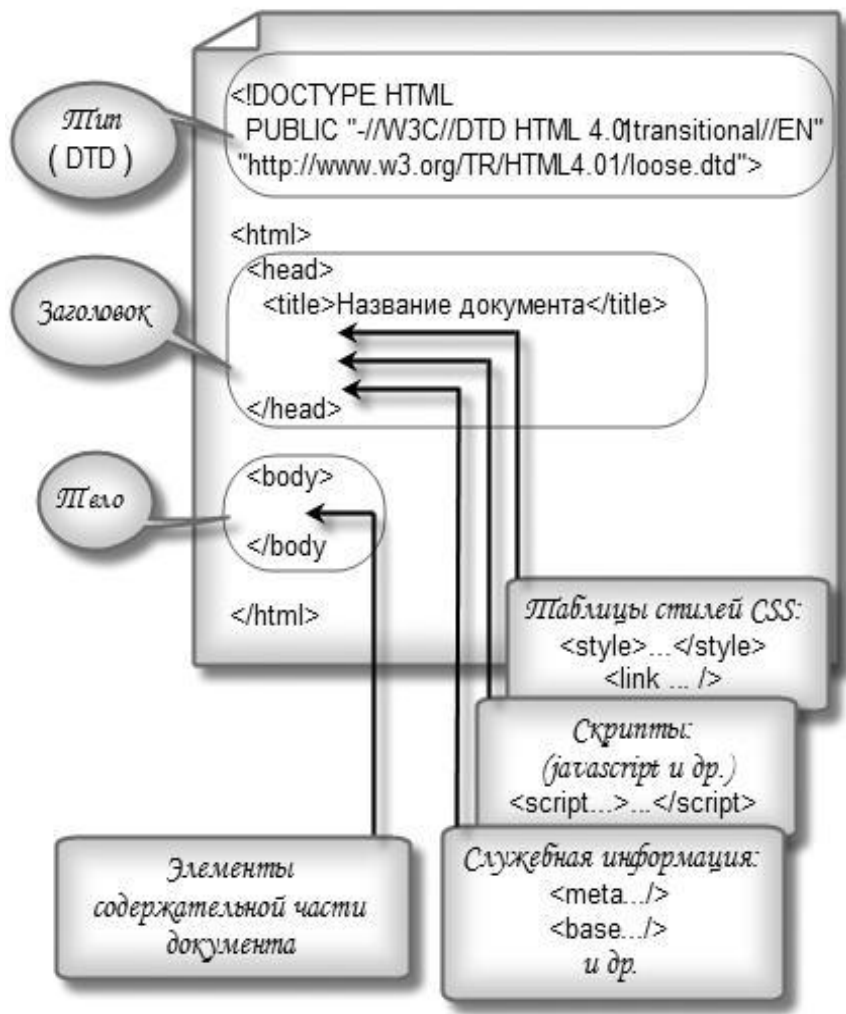 Тип
( DTD )
<!DOCTYPE HTML
PUBLIC "-//W3C//DTD HTML 4.01transitional//EN"
"http://www.w3.org/TR/HTML4.01/loose.dtd">
<html>
Заголовок
<head>
<title>Название документа</title>
</head>
Тело
<body>
</body
</html>
Таблицы стилей CSS:
<style>...</style>
<link ... />
Скрипты:
(javascript и др.)
<script...>...</script>
Элементы
содержательной части
документа
Служебная информация:
<meta.../>
<base.../>
и др.